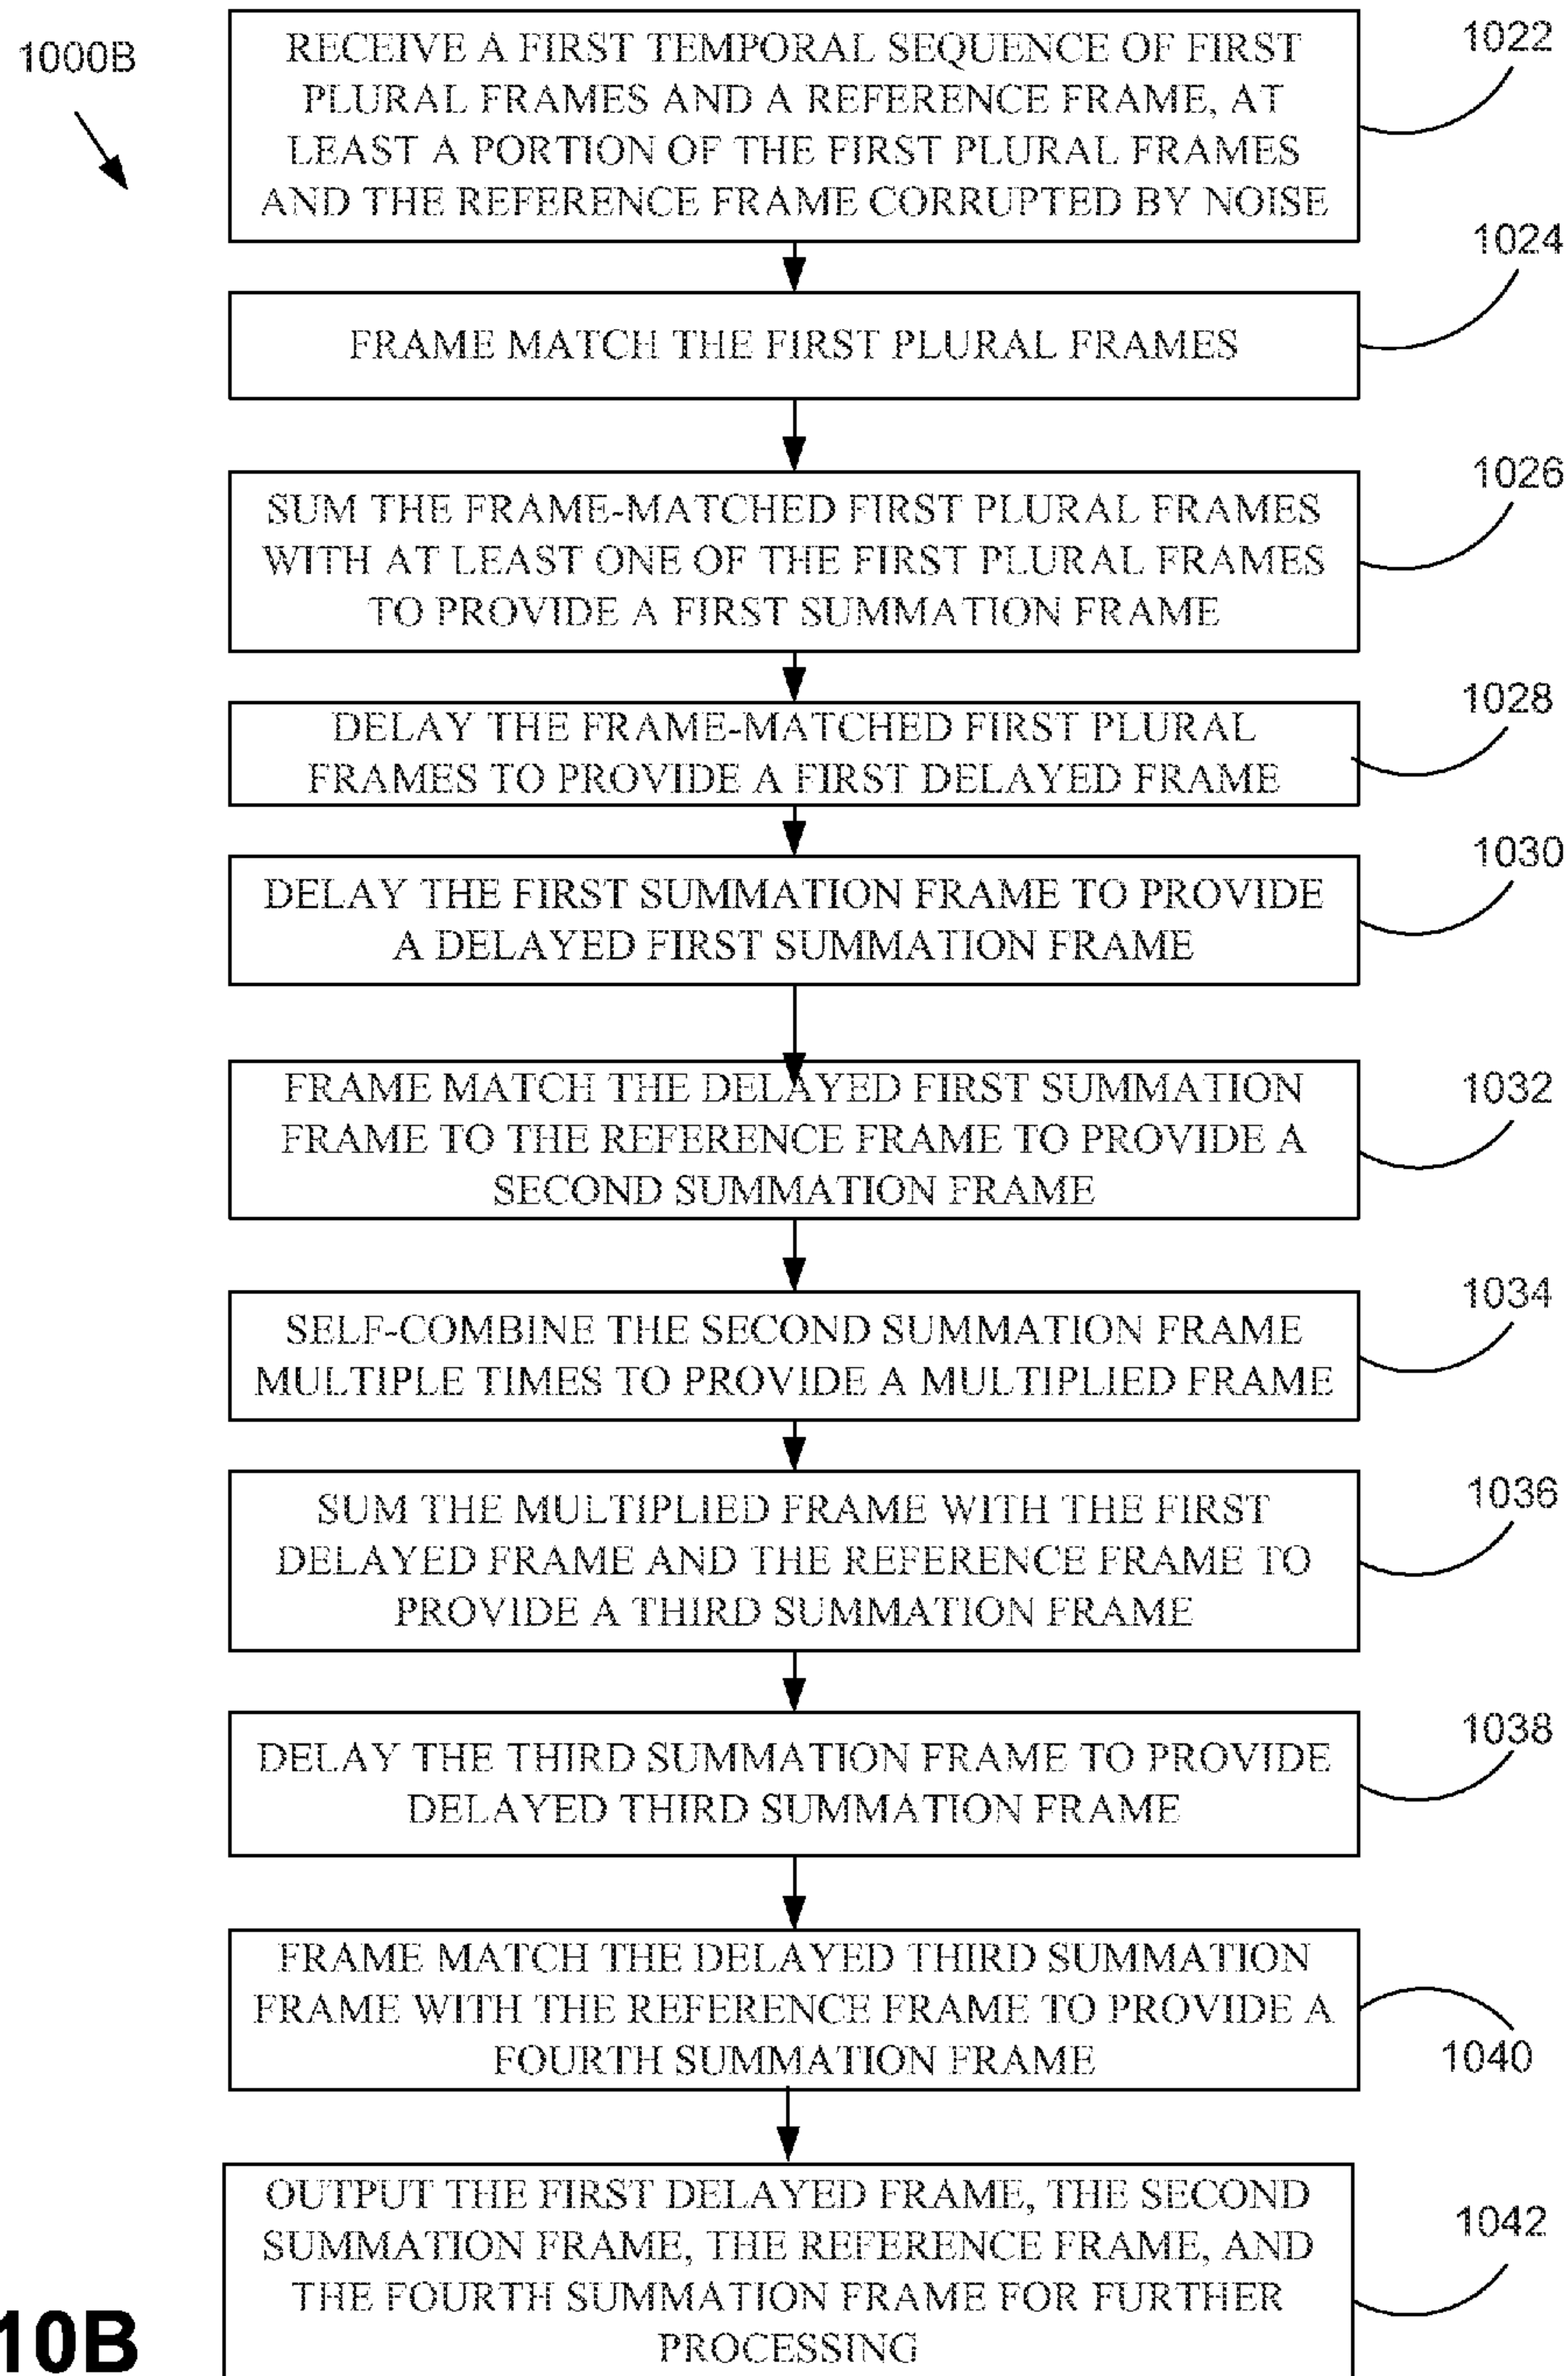 1000B
RECEIVE A FIRST TEMPORAL SEQUENCE OF FIRST
PLURAL FRAMES AND A REFERENCE FRAME, AT
LEAST A PORTION OF THE FIRST PLURAL FRAMES
AND THE REFERENCE FRAME CORRUPTED BY NOISE
1022
FRAME MATCH THE FIRST PLURAL FRAMES
1024
SUM THE FRAME-MATCHED FIRST PLURAL FRAMES
WITH AT LEAST ONE OF THE FIRST PLURAL FRAMES
TO PROVIDE A FIRST SUMMATION FRAME
1026
DELAY THE FRAME-MATCHED FIRST PLURAL
FRAMES TO PROVIDE A FIRST DELAYED FRAME
1028
DELAY THE FIRST SUMMATION FRAME TO PROVIDE
A DELAYED FIRST SUMMATION FRAME
1030
FRAME MATCH THE DELAYED FIRST SUMMATION
FRAME TO THE REFERENCE FRAME TO PROVIDE A
SECOND SUMMATION FRAME
1032
SELF-COMBINE THE SECOND SUMMATION FRAME
MULTIPLE TIMES TO PROVIDE A MULTIPLIED FRAME
1034
SUM THE MULTIPLIED FRAME WITH THE FIRST
DELAYED FRAME AND THE REFERENCE FRAME TO
PROVIDE A THIRD SUMMATION FRAME
1036
DELAY THE THIRD SUMMATION FRAME TO PROVIDE
DELAYED THIRD SUMMATION FRAME
1038
FRAME MATCH THE DELAYED THIRD SUMMATION
FRAME WITH THE REFERENCE FRAME TO PROVIDE A
FOURTH SUMMATION FRAME
1040
OUTPUT THE FIRST DELAYED FRAME, THE SECOND
SUMMATION FRAME, THE REFERENCE FRAME, AND
THE FOURTH SUMMATION FRAME FOR FURTHER
PROCESSING
1042
10B